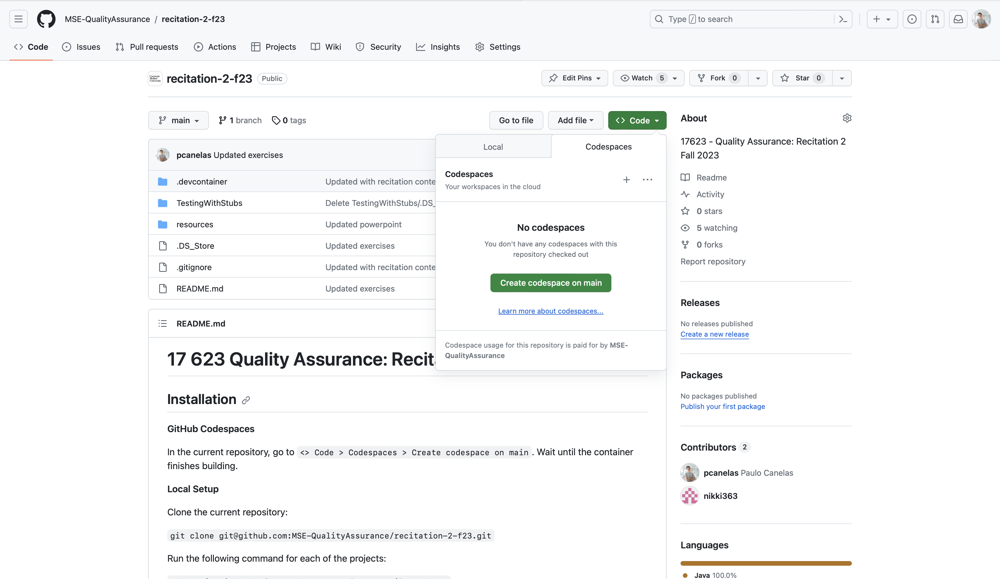 MSE-QualityAssurance / recitation-2-f23
Type / to search
Code
Issues
Pull requests
Actions
Projects
Wiki
Security
Insights
Settings
Carnegie
Mellon
University
recitation-2-f23
Public
Edit Pins
Watch 5
Fork 0
Star 0
main
1 branch
0 tags
Go to file
Add file
Code
Local
Codespaces
Codespaces
Your workspaces in the cloud
No codespaces
You don't have any codespaces with this
repository checked out
Create codespace on main
Learn more about codespaces...
Codespace usage for this repository is paid for by MSE-
QualityAssurance
pcanelas Updated exercises
.devcontainer
Updated with recitation conte
TestingWithStubs
Delete TestingWithStubs/.DS_
resources
Updated powerpoint
.DS_Store
Updated exercises
.gitignore
Updated with recitation conte
README.md
Updated exercises
README.md
17 623 Quality Assurance: Recita
Installation
GitHub Codespaces
In the current repository, go to <> Code > Codespaces > Create codespace on main. Wait until the container
finishes building.
Local Setup
Clone the current repository:
git clone git@github.com:MSE-QualityAssurance/recitation-2-f23.git
Run the following command for each of the projects:
About
17623 - Quality Assurance: Recitation 2
Fall 2023
Readme
Activity
0 stars
5 watching
0 forks
Report repository
Releases
No releases published
Create a new release
Packages
No packages published
Publish your first package
Contributors 2
pcanelas Paulo Canelas
nikki363
Languages
Java 100.0%